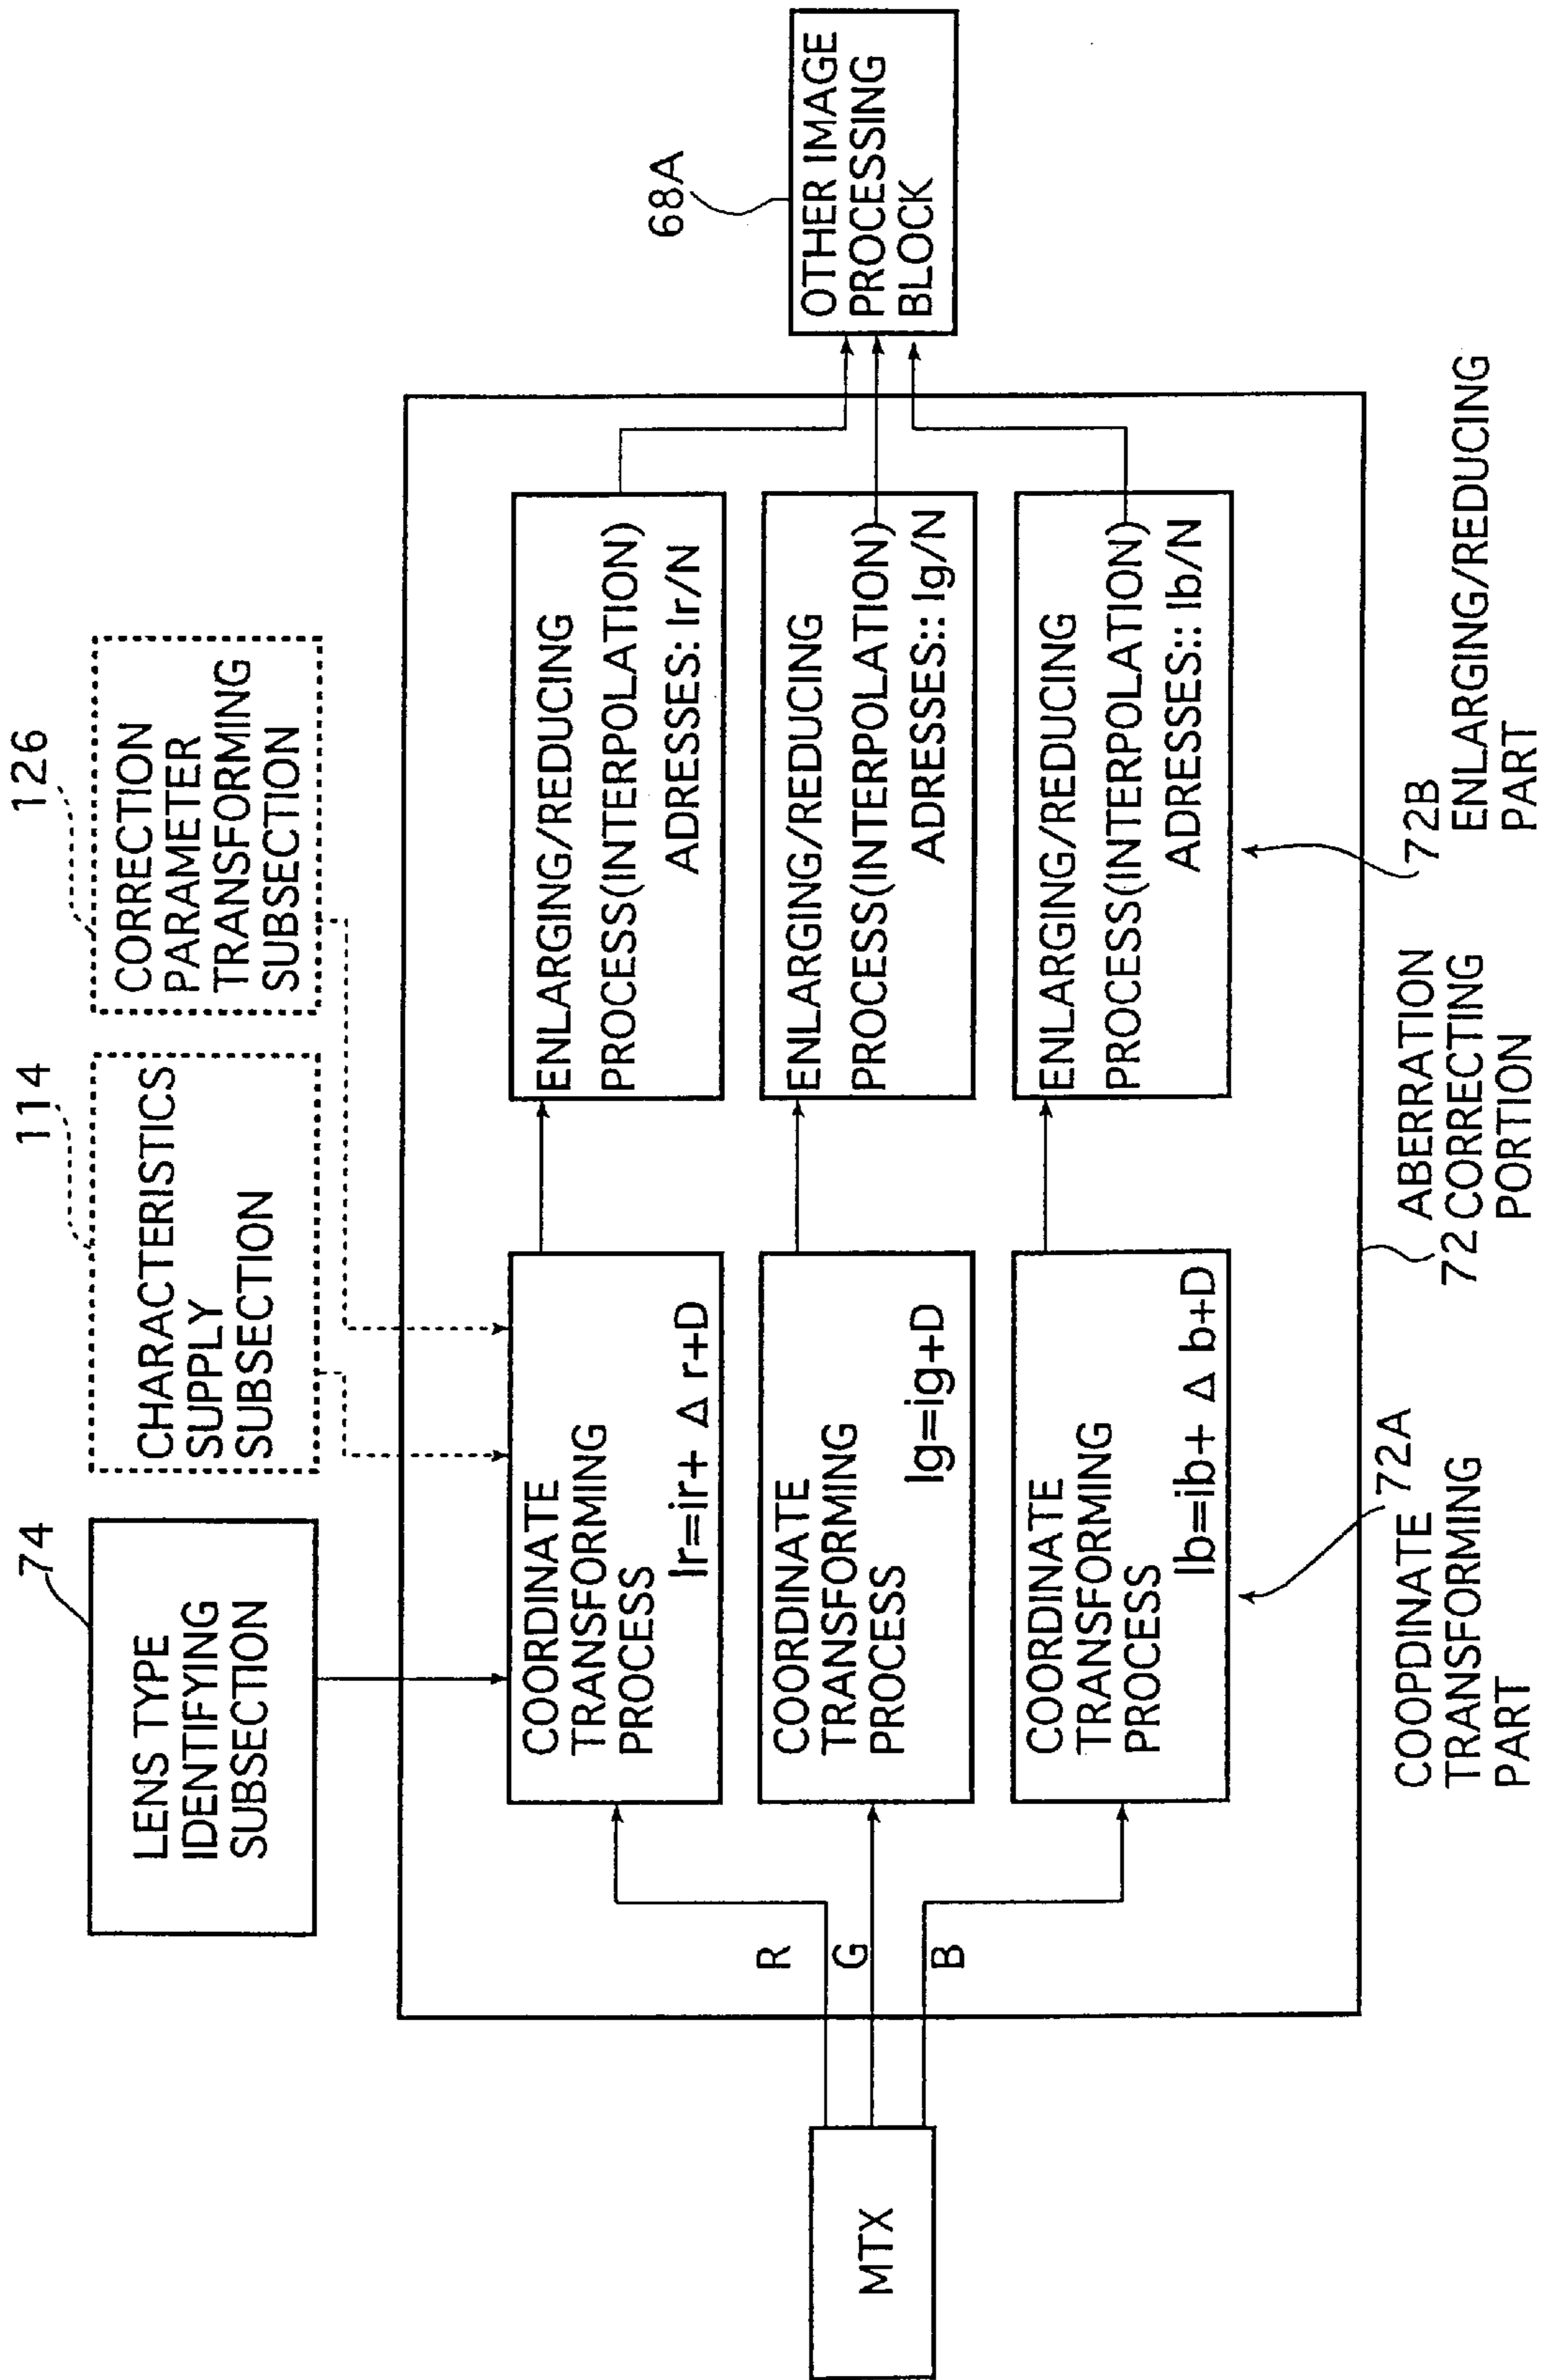 74
LENS TYPE
IDENTIFYING
SUBSECTION
114
CHARACTERISTICS
SUPPLY
SUBSECTION
126
CORRECTION
PARAMETER
TRANSFORMING
SUBSECTION
MTX
R
G
B
COORDINATE
TRANSFORMING
PROCESS
Ir=ir+ Δ r+D
ENLARGING/REDUCING
PROCESS(INTERPOLATION)
ADRESSES: Ir/N
COORDINATE
TRANSFORMING
PROCESS
Ig=ig+D
ENLARGING/REDUCING
PROCESS(INTERPOLATION)
ADRESSES:: Ig/N
COORDINATE
TRANSFORMING
PROCESS
Ib=ib+ Δ b+D
ENLARGING/REDUCING
PROCESS(INTERPOLATION)
ADRESSES:: Ib/N
68A
OTHER IMAGE
PROCESSING
BLOCK
72A
COOPDINATE
TRANSFORMING
PART
72
ABERRATION
CORRECTING
PORTION
72B
ENLARGING/REDUCING
PART